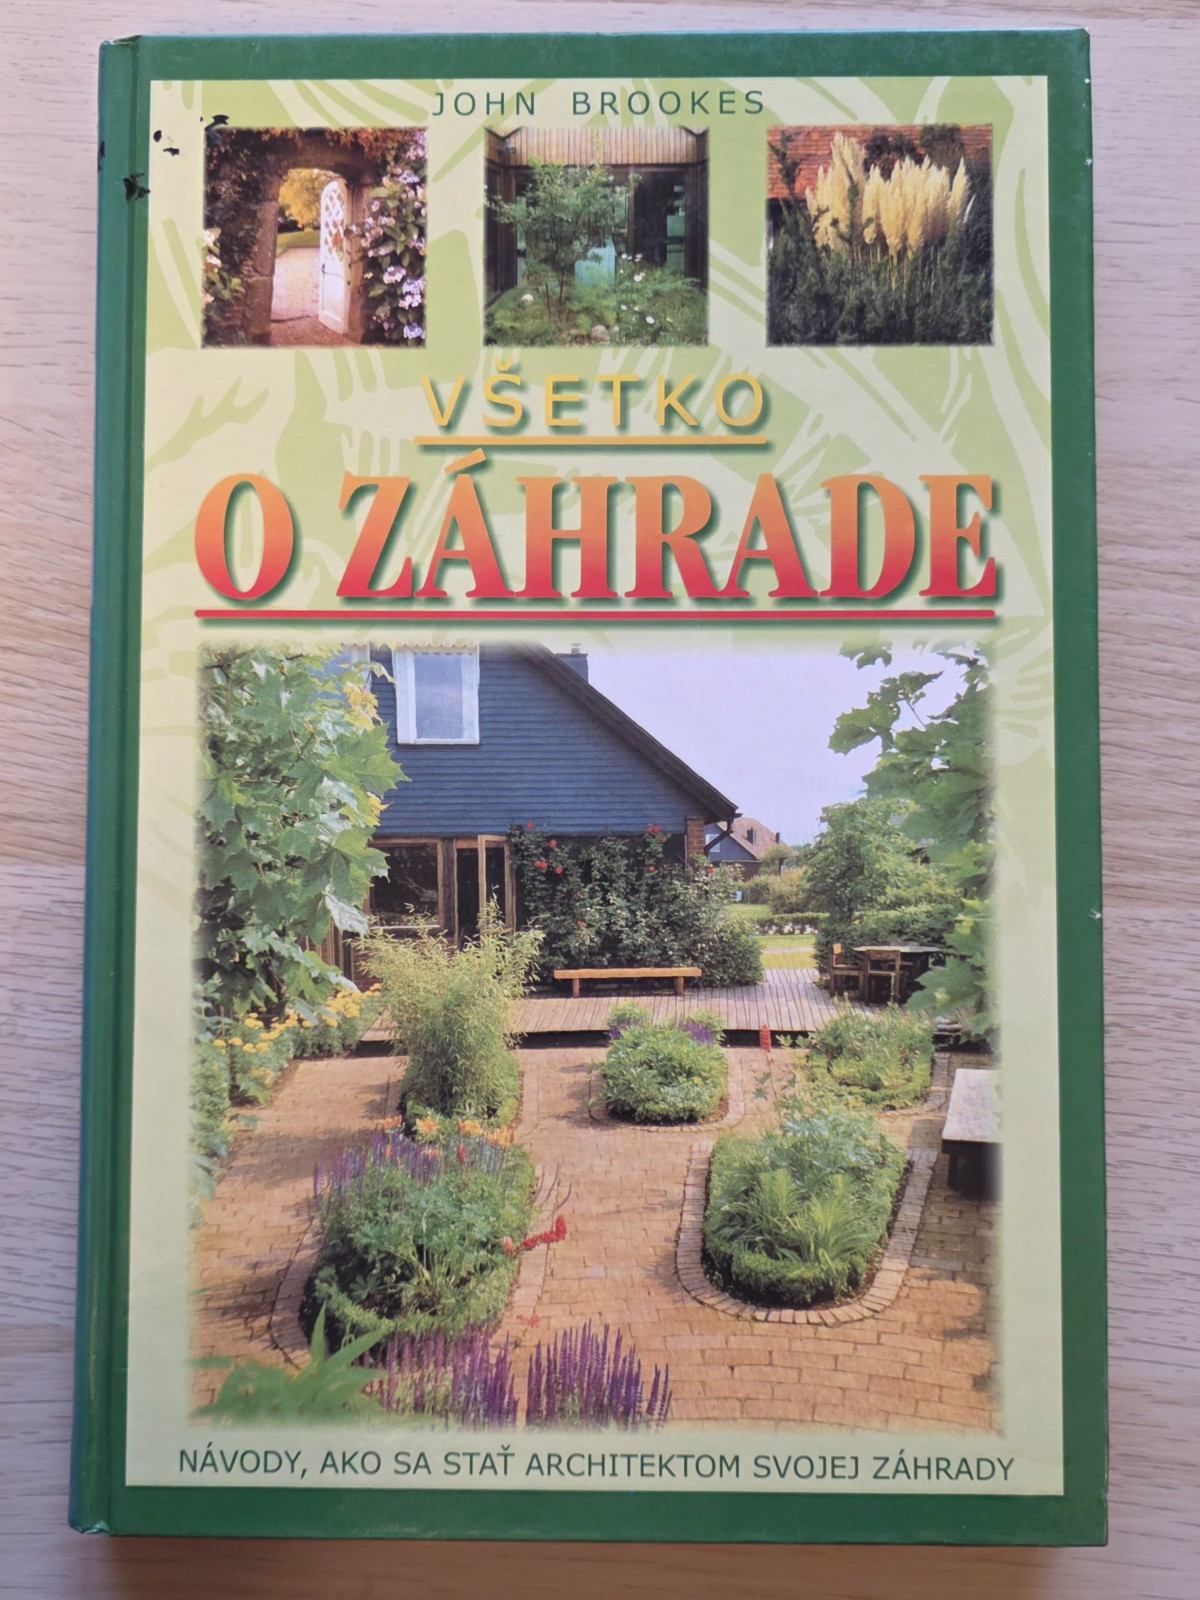 JOHN BROOKES
VŠETKO
O ZÁHRADE
NÁVODY, AKO SA STAŤ ARCHITEKTOM SVOJEJ ZÁHRADY